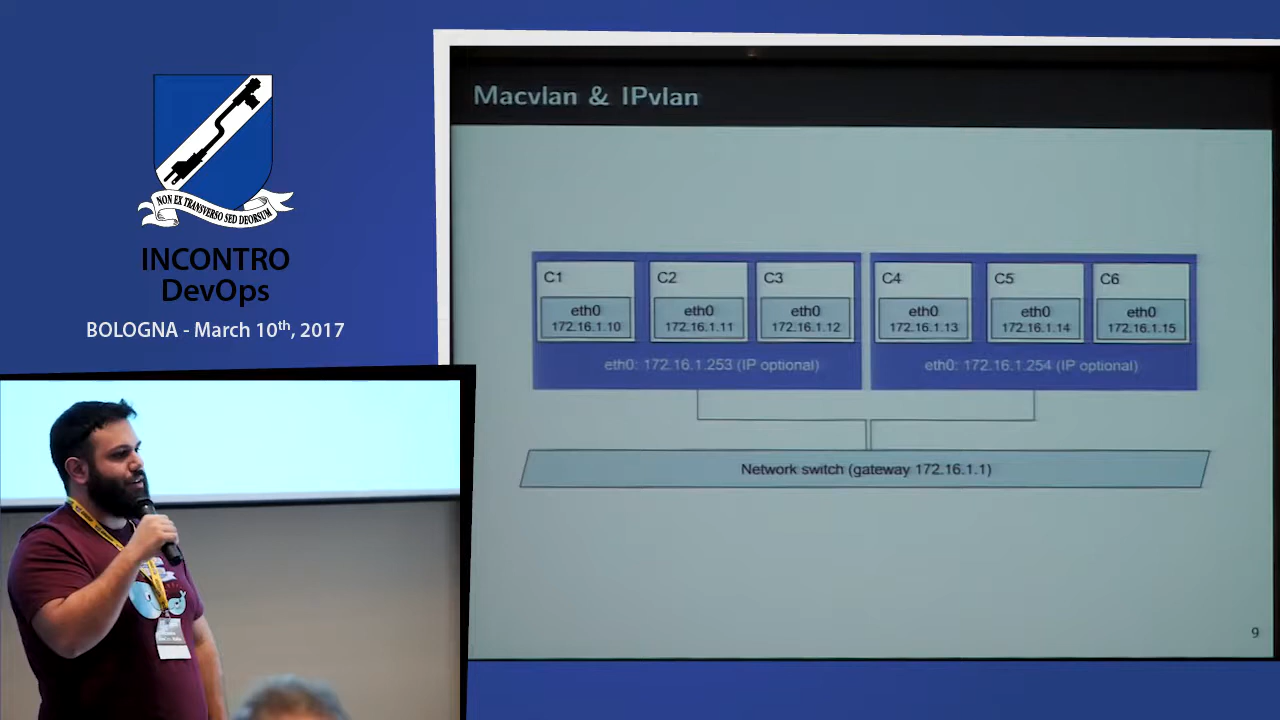 NON EX TRANSVERSO SED DEORSUM
INCONTRO
DevOps
BOLOGNA - March 10th, 2017
Macvlan & IPvlan
C1
C2
C3
C4
C5
C6
eth0
172.16.1.10
eth0
172.16.1.11
eth0
172.16.1.12
eth0
172.16.1.13
eth0
172.16.1.14
eth0
172.16.1.15
eth0: 172.16.1.253 (IP optional)
eth0: 172.16.1.254 (IP optional)
Network switch (gateway 172.16.1.1)
9